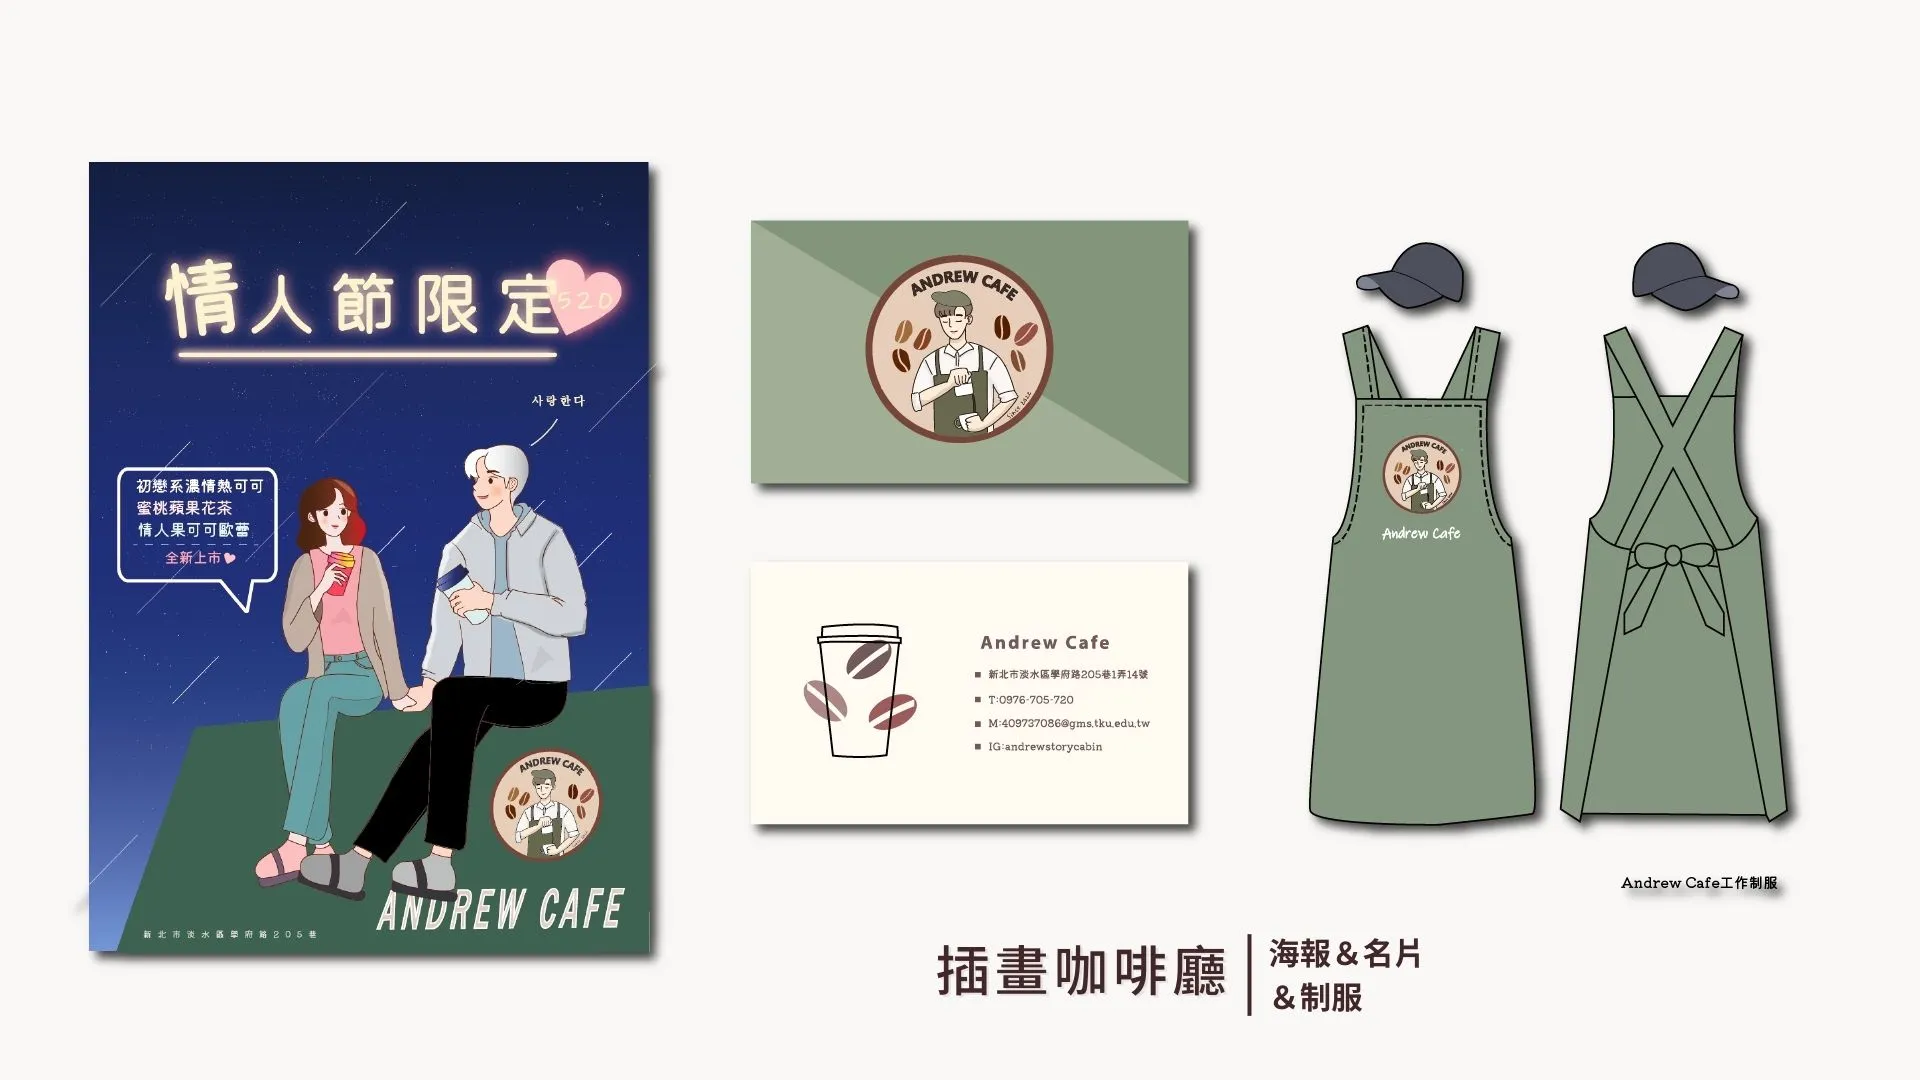 情人節限定
520
사랑한다
初戀系濃情熱可可
蜜桃蘋果花茶
情人果可可歐蕾
全新上市
ANDREW CAFE
ANDREW CAFE
新北市淡水區學府路205巷
ANDREW CAFE
Since 2022
Andrew Cafe
新北市淡水區學府路205巷1弄14號
T:0976-705-720
M:409737086@gms.tku.edu.tw
IG:andrewstorycabin
ANDREW CAFE
Andrew Cafe
Andrew Cafe工作制服
插畫咖啡廳
海報&名片
&制服